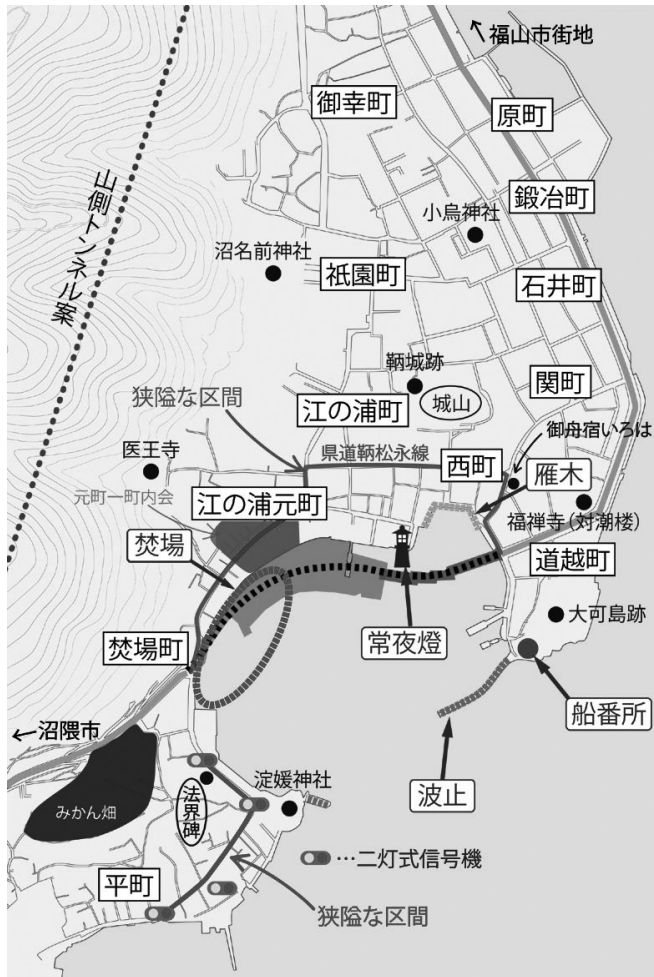 福山市街地
御幸町
原町
山側トンネル案
鍛冶町
小烏神社
沼名前神社
祇園町
石井町
鞆城跡
関町
狭隘な区間
江の浦町
城山
御舟宿いろは
医王寺
県道鞆松永線
西町
雁木
元町一町内会
江の浦元町
福禅寺(対潮楼)
焚場
道越町
常夜燈
大可島跡
焚場町
船番所
沼隈市
波止
淀媛神社
法界碑
みかん畑
…二灯式信号機
平町
狭隘な区間